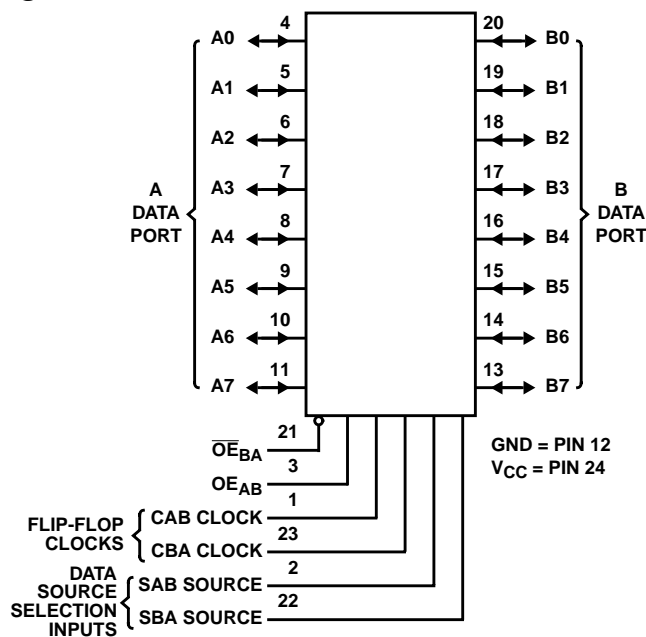 A0 4 20 B0
A1 5 19 B1
A2 6 18 B2
A3 7 17 B3
A DATA PORT
B DATA PORT
A4 8 16 B4
A5 9 15 B5
A6 10 14 B6
A7 11 13 B7
21
OEBA
3
OEAB
1
CAB CLOCK
23
CBA CLOCK
FLIP-FLOP
CLOCKS
2
SAB SOURCE
22
SBA SOURCE
DATA
SOURCE
SELECTION
INPUTS
GND = PIN 12
VCC = PIN 24